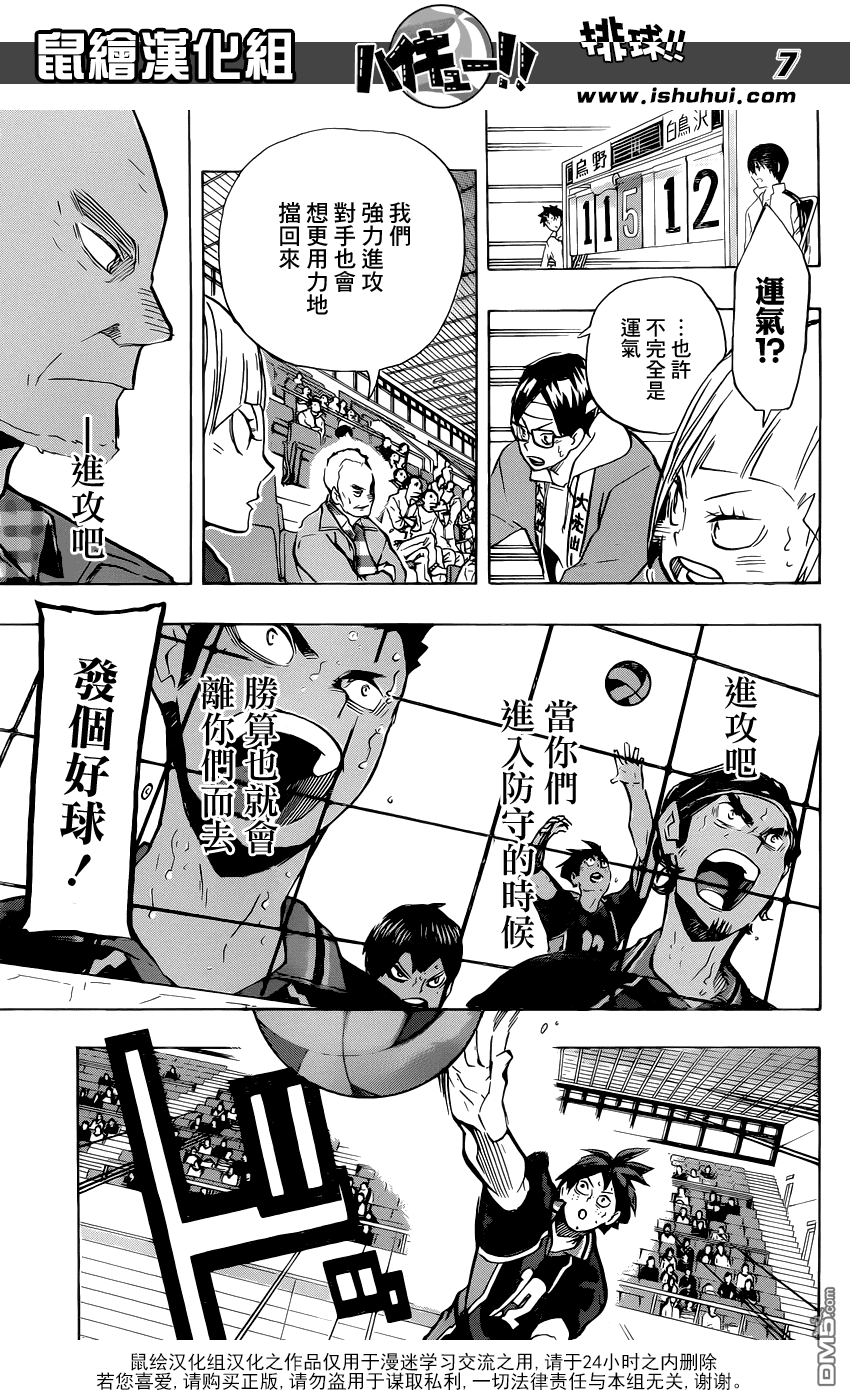 鼠繪漢化組
ハイキュー!!
排球!!
7
www.ishuhui.com
烏野
白鳥沢
11
5
12
運氣!?
…也許
不完全是
運氣
我們
強力進攻
對手也會
想更用力地
擋回來
—進攻吧
進攻吧
當你們
進入防守的時候
勝算也就會
離你們而去
發個好球！
ド
12
鼠绘汉化组汉化之作品仅用于漫迷学习交流之用, 请于24小时之内删除
若您喜爱, 请购买正版, 请勿盗用于谋取私利, 一切法律责任与本组无关, 谢谢。
DM5.com